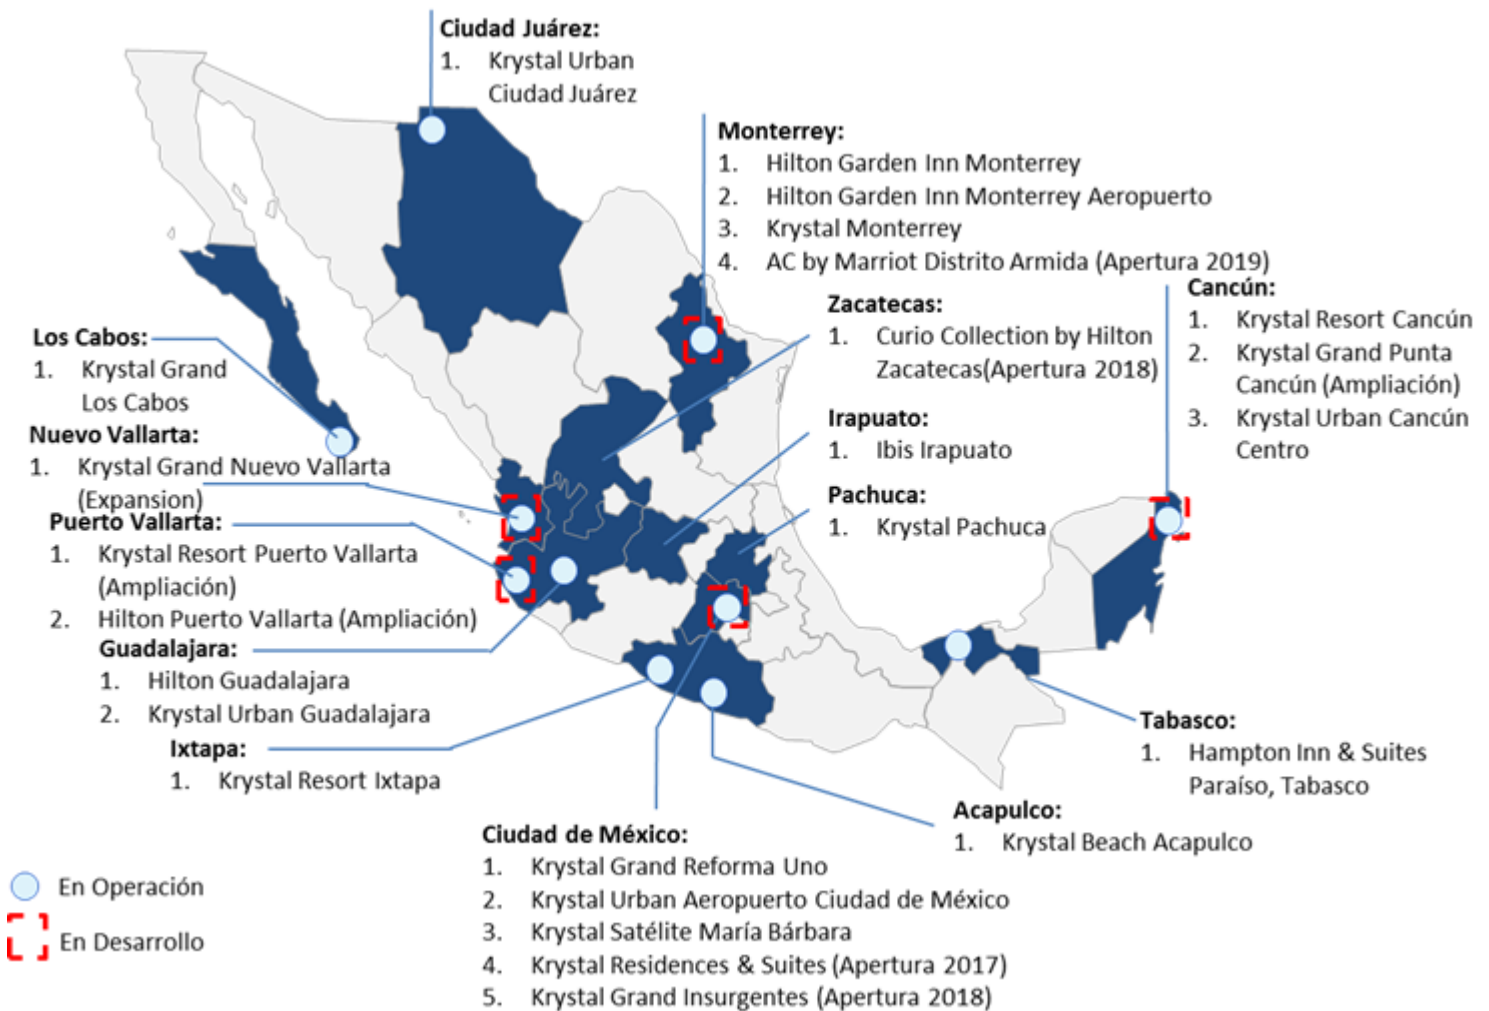 Ciudad Juárez:
1. Krystal Urban
Ciudad Juárez
Monterrey:
1. Hilton Garden Inn Monterrey
2. Hilton Garden Inn Monterrey Aeropuerto
3. Krystal Monterrey
4. AC by Marriot Distrito Armida (Apertura 2019)
Cancún:
1. Krystal Resort Cancún
2. Krystal Grand Punta
Cancún (Ampliación)
3. Krystal Urban Cancún
Centro
Zacatecas:
1. Curio Collection by Hilton
Zacatecas(Apertura 2018)
Irapuato:
1. Ibis Irapuato
Pachuca:
1. Krystal Pachuca
Los Cabos:
1. Krystal Grand
Los Cabos
Nuevo Vallarta:
1. Krystal Grand Nuevo Vallarta
(Expansion)
Puerto Vallarta:
1. Krystal Resort Puerto Vallarta
(Ampliación)
2. Hilton Puerto Vallarta (Ampliación)
Guadalajara:
1. Hilton Guadalajara
2. Krystal Urban Guadalajara
Ixtapa:
1. Krystal Resort Ixtapa
Tabasco:
1. Hampton Inn & Suites
Paraíso, Tabasco
Acapulco:
1. Krystal Beach Acapulco
Ciudad de México:
1. Krystal Grand Reforma Uno
2. Krystal Urban Aeropuerto Ciudad de México
3. Krystal Satélite María Bárbara
4. Krystal Residences & Suites (Apertura 2017)
5. Krystal Grand Insurgentes (Apertura 2018)
En Operación
En Desarrollo